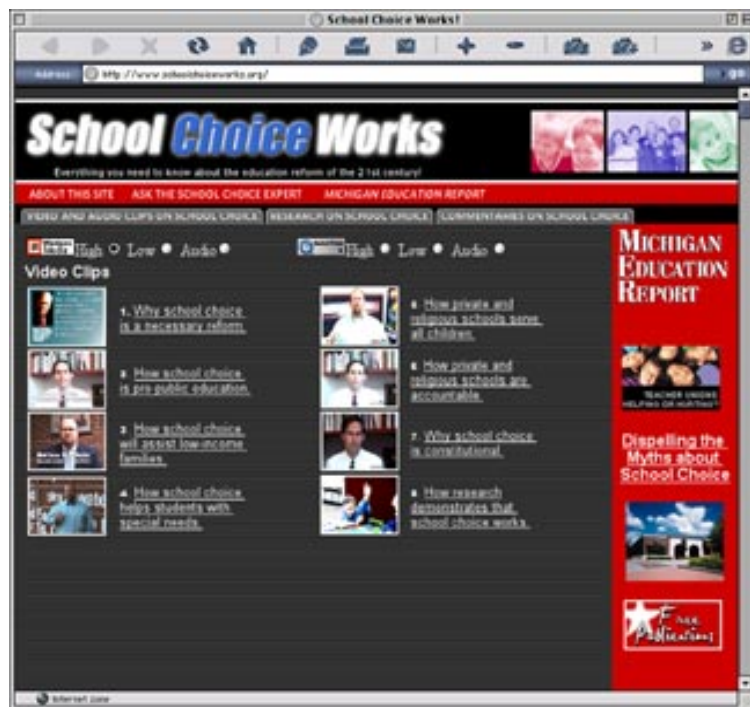 School Choice Works!
Address: http://www.schoolchoiceworks.org/
go
School Choice Works
Everything you need to know about the education reform of the 21st century!
ABOUT THIS SITE ASK THE SCHOOL CHOICE EXPERT MICHIGAN EDUCATION REPORT
VIDEO AND AUDIO CLIPS ON SCHOOL CHOICE RESEARCH ON SCHOOL CHOICE COMMENTARIES ON SCHOOL CHOICE
High Low Audio
High Low Audio
Video Clips
1. Why school choice
is a necessary reform.
2. How school choice
is pro-public education.
3. How school choice
will assist low-income
families.
4. How school choice
helps students with
special needs.
5. How private and
religious schools serve
all children.
6. How private and
religious schools are
accountable.
7. Why school choice
is constitutional.
8. How research
demonstrates that
school choice works.
MICHIGAN
EDUCATION
REPORT
TEACHER UNIONS
HELPING OR HURTING?
Dispelling the
Myths about
School Choice
Free
Publications
Internet zone